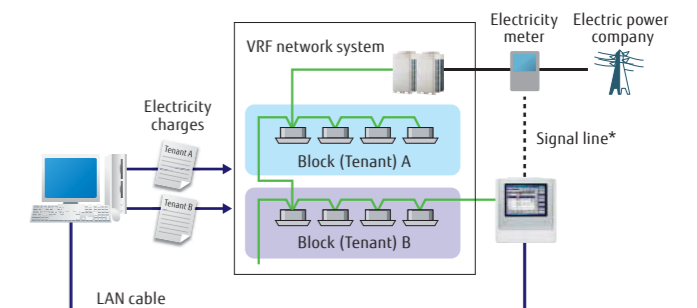 Electricity
meter
Electric power
company
VRF network system
Electricity
charges
Tenant A
Block (Tenant) A
Signal line*
Tenant B
Block (Tenant) B
LAN cable